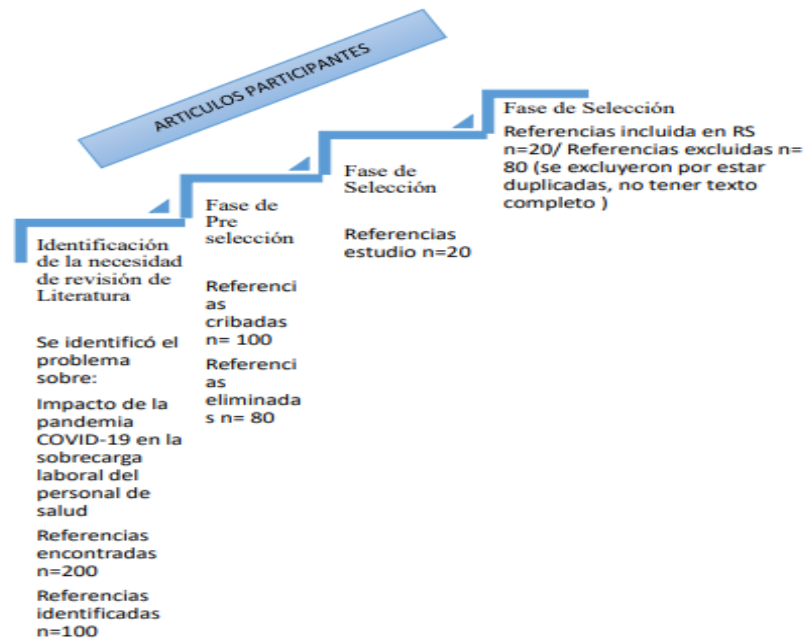 ARTICULOS PARTICIPANTES
Identificación
de la necesidad
de revisión de
Literatura
Se identificó el
problema
sobre:
Impacto de la
pandemia
COVID-19 en la
sobrecarga
laboral del
personal de
salud
Referencias
encontradas
n=200
Referencias
identificadas
n=100
Fase de
Pre
selección
Referenci
as
cribadas
n= 100
Referenci
as
eliminada
s n= 80
Fase de
Selección
Referencias
estudio n=20
Fase de Selección
Referencias incluida en RS
n=20/ Referencias excluidas n=
80 (se excluyeron por estar
duplicadas, no tener texto
completo )